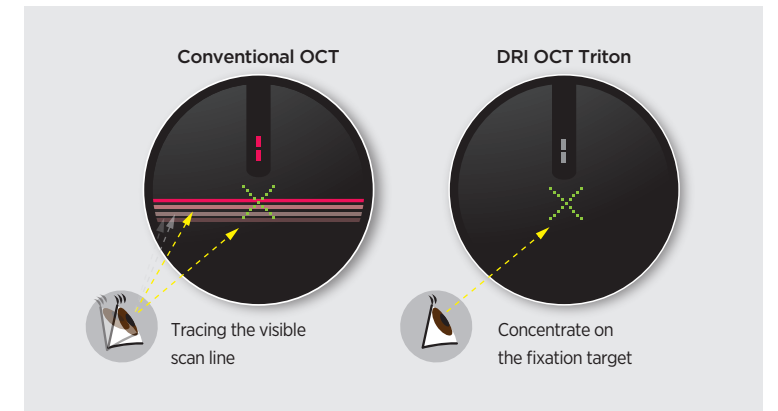 Conventional OCT
DRI OCT Triton
Tracing the visible
scan line
Concentrate on
the fixation target